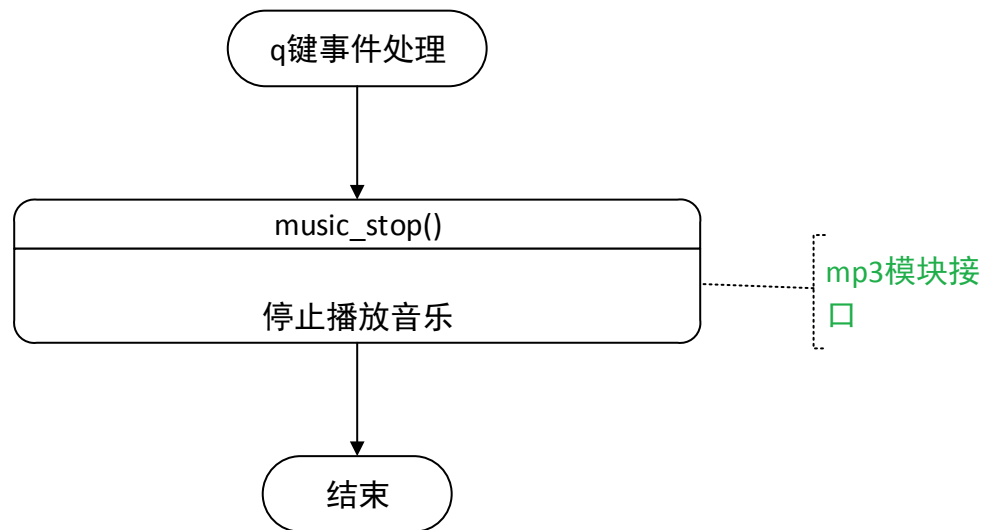 q键事件处理
music_stop()
停止播放音乐
mp3模块接
口
结束